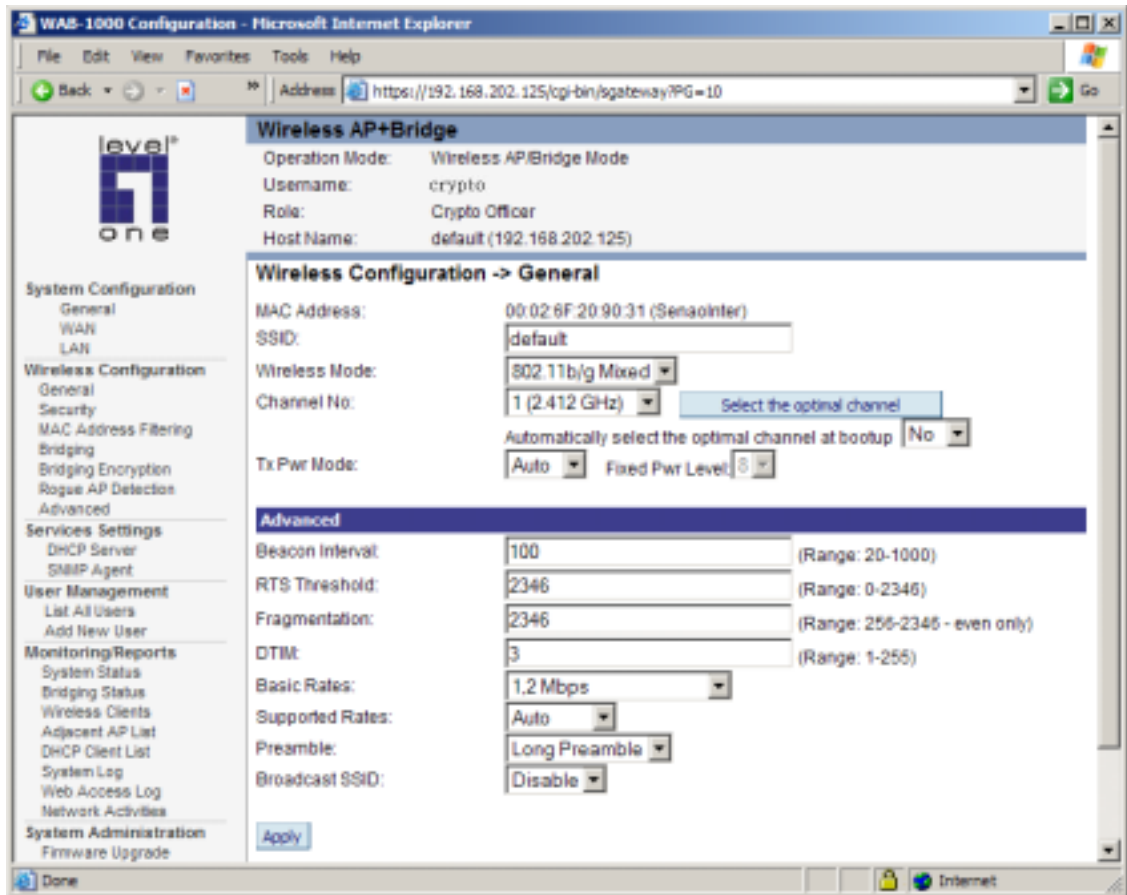 WAB-1000 Configuration - Microsoft Internet Explorer
File Edit View Favorites Tools Help
Back Address https://192.168.202.125/cgi-bin/sgateway?PG=10 Go
level®
one
System Configuration
General
WAN
LAN
Wireless Configuration
General
Security
MAC Address Filtering
Bridging
Bridging Encryption
Rogue AP Detection
Advanced
Services Settings
DHCP Server
SNMP Agent
User Management
List All Users
Add New User
Monitoring/Reports
System Status
Bridging Status
Wireless Clients
Adjacent AP List
DHCP Client List
System Log
Web Access Log
Network Activities
System Administration
Firmware Upgrade
Wireless AP+Bridge
Operation Mode: Wireless AP/Bridge Mode
Username: crypto
Role: Crypto Officer
Host Name: default (192.168.202.125)
Wireless Configuration -> General
MAC Address: 00:02:6F:20:90:31 (SenaoInter)
SSID: default
Wireless Mode: 802.11b/g Mixed
Channel No: 1 (2.412 GHz) Select the optimal channel
Automatically select the optimal channel at bootup No
Tx Pwr Mode: Auto Fixed Pwr Level: 8
Advanced
Beacon Interval: 100 (Range: 20-1000)
RTS Threshold: 2346 (Range: 0-2346)
Fragmentation: 2346 (Range: 256-2346 - even only)
DTIM: 3 (Range: 1-255)
Basic Rates: 1,2 Mbps
Supported Rates: Auto
Preamble: Long Preamble
Broadcast SSID: Disable
Apply
Done Internet